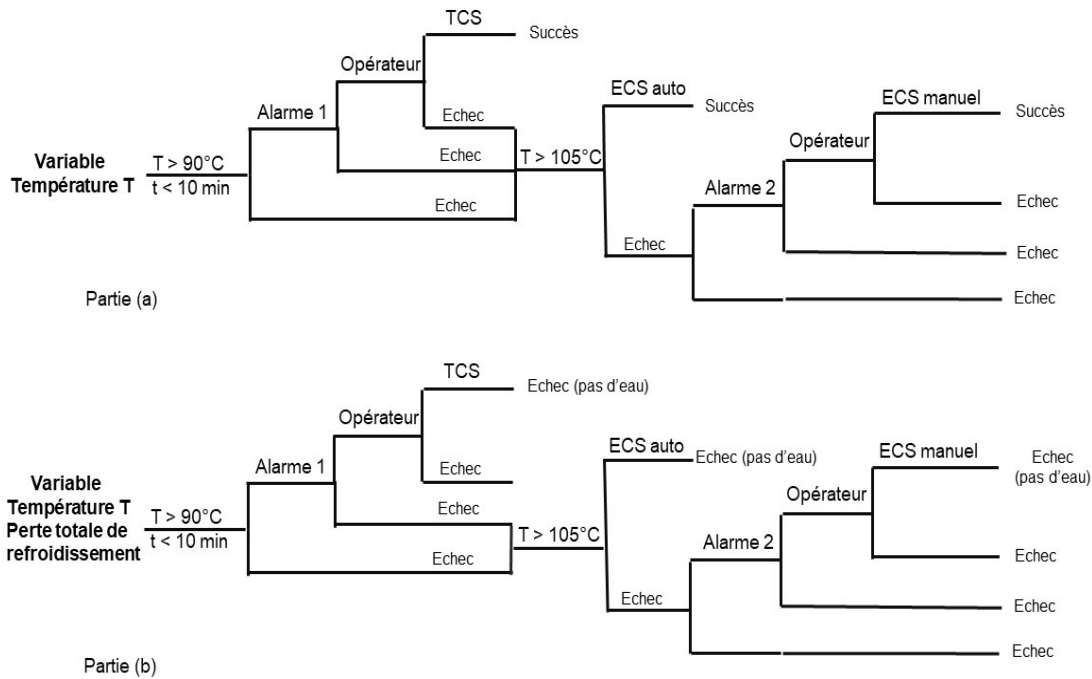 TCS
Succès
Opérateur
ECS auto
ECS manuel
Alarme 1
Echec
Succès
Succès
Opérateur
Variable
Température T
T > 90°C
t < 10 min
Echec
T > 105°C
Alarme 2
Echec
Echec
Echec
Echec
Echec
Partie (a)
TCS
Echec (pas d'eau)
Opérateur
ECS auto
Echec (pas d'eau)
ECS manuel
Echec
(pas d'eau)
Alarme 1
Echec
Opérateur
Variable
Température T
Perte totale de
refroidissement
T > 90°C
t < 10 min
Echec
T > 105°C
Alarme 2
Echec
Echec
Echec
Echec
Echec
Partie (b)